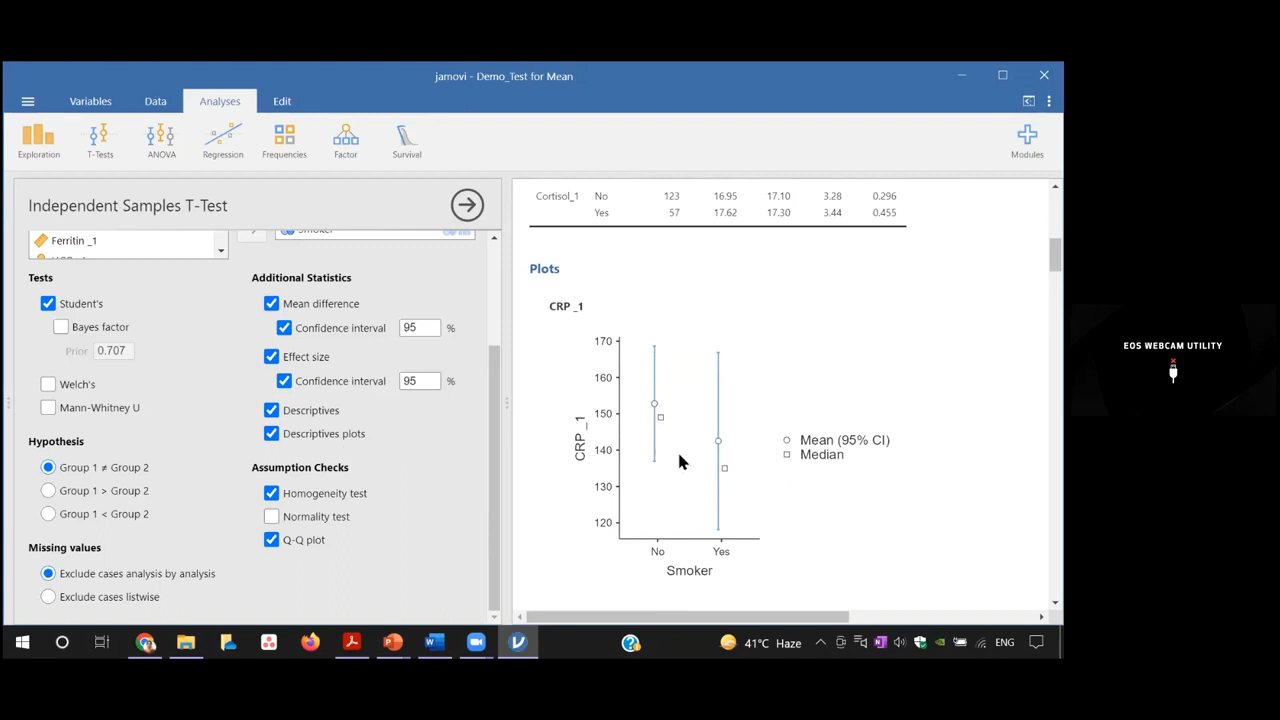 jamovi - Demo_Test for Mean
Variables Data Analyses Edit
Exploration T-Tests ANOVA Regression Frequencies Factor Survival Modules
Independent Samples T-Test
Ferritin _1
Smoker
Tests
Student's
Bayes factor
Prior 0.707
Welch's
Mann-Whitney U
Hypothesis
Group 1 ≠ Group 2
Group 1 > Group 2
Group 1 < Group 2
Missing values
Exclude cases analysis by analysis
Exclude cases listwise
Additional Statistics
Mean difference
Confidence interval 95 %
Effect size
Confidence interval 95 %
Descriptives
Descriptives plots
Assumption Checks
Homogeneity test
Normality test
Q-Q plot
Cortisol_1 No 123 16.95 17.10 3.28 0.296
Yes 57 17.62 17.30 3.44 0.455
Plots
CRP _1
170
160
150
140
130
120
CRP _1
No Yes
Smoker
Mean (95% CI)
Median
EOS WEBCAM UTILITY
41°C Haze ENG